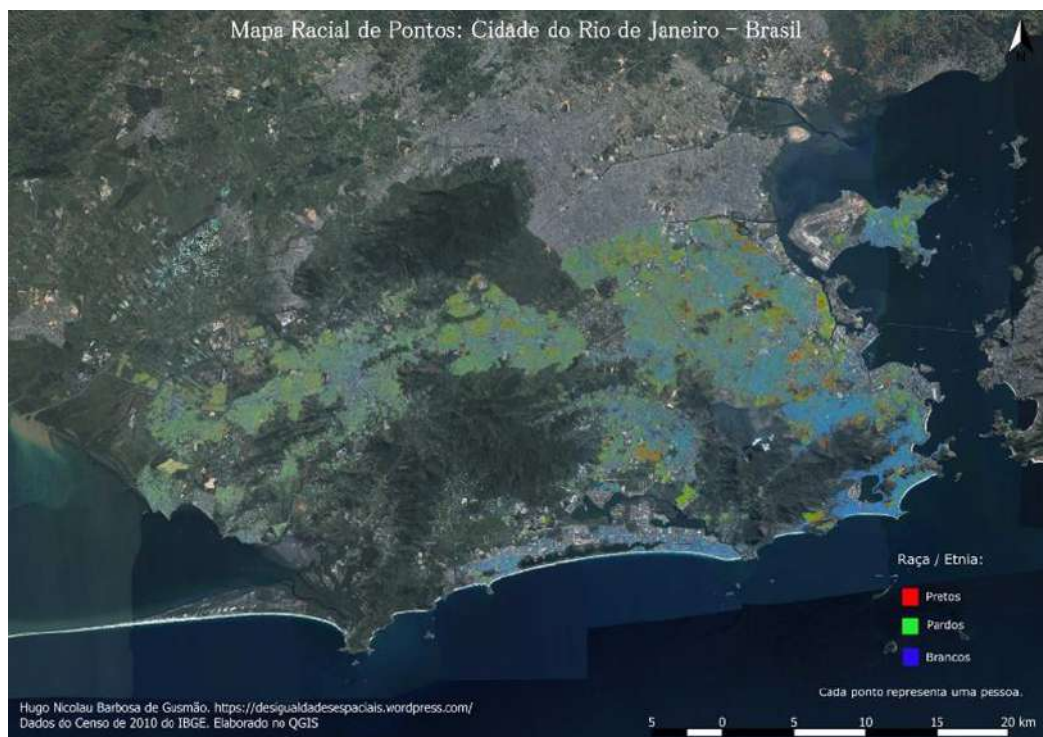 Mapa Racial de Pontos: Cidade do Rio de Janeiro - Brasil
N
Raça / Etnia:
Pretos
Pardos
Brancos
Cada ponto representa uma pessoa.
Hugo Nicolau Barbosa de Gusmão. https://desigualdadesespaciais.wordpress.com/
Dados do Censo de 2010 do IBGE. Elaborado no QGIS
5 0 5 10 15 20 km